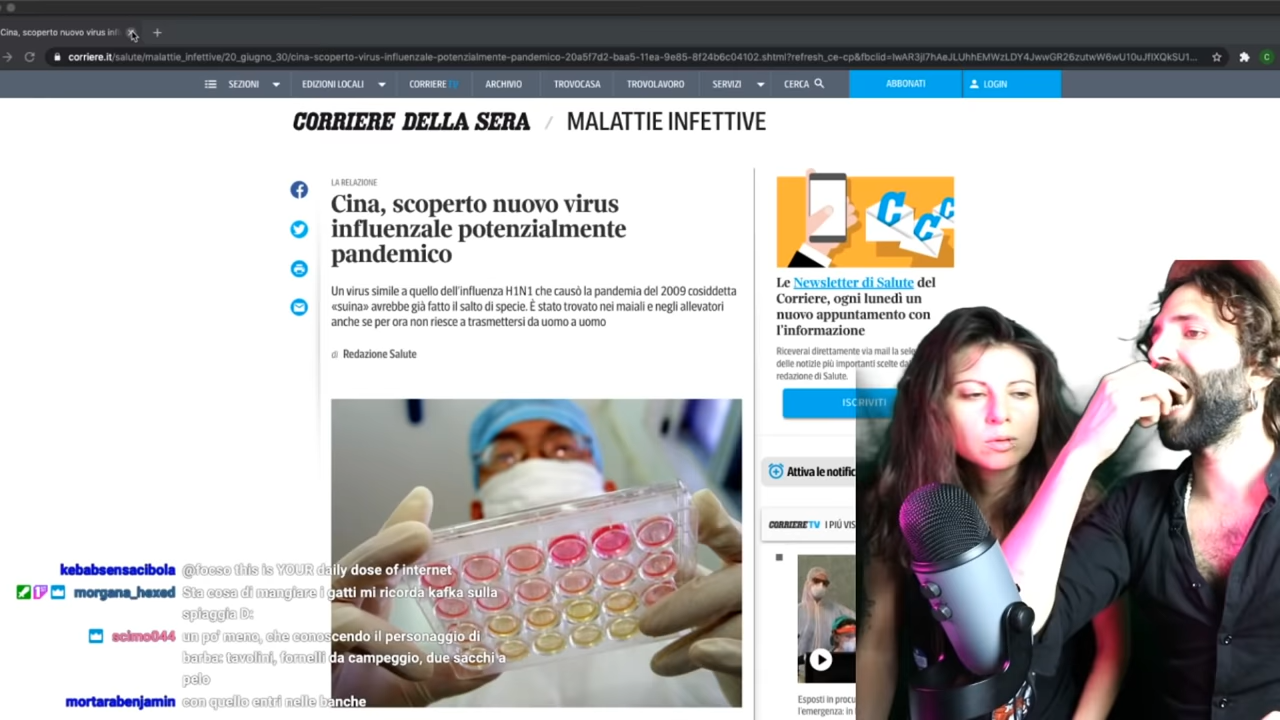 Cina, scoperto nuovo virus infl
corriere.it/salute/malattie_infettive/20_giugno_30/cina-scoperto-virus-influenzale-potenzialmente-pandemico-20a5f7d2-baa5-11ea-9e85-8f24b6c04102.shtml?refresh_ce-cp&fbclid=
SEZIONI EDIZIONI LOCALI CORRIERE TV ARCHIVIO TROVOCASA TROVOLAVORO SERVIZI CERCA ABBONATI LOGIN
CORRIERE DELLA SERA / MALATTIE INFETTIVE
LA RELAZIONE
Cina, scoperto nuovo virus
influenzale potenzialmente
pandemico
Un virus simile a quello dell'influenza H1N1 che causò la pandemia del 2009 cosiddetta
«suina» avrebbe già fatto il salto di specie. È stato trovato nei maiali e negli allevatori
anche se per ora non riesce a trasmettersi da uomo a uomo
di Redazione Salute
Le Newsletter di Salute del
Corriere, ogni lunedì un
nuovo appuntamento con
l'informazione
Riceverai direttamente via mail la sele
delle notizie più importanti scelte dal
redazione di Salute.
ISCRIVITI
Attiva le notific
CORRIERE TV I PIÙ VIS
Esposti in procu
l'emergenza: in
kebabsensacibola @foeso this is YOUR daily dose of internet
morgana_hexed Sta cosa di mangiare i gatti mi ricorda kafka sulla
spiaggia D:
scimo044 un po' meno, che conoscendo il personaggio di
barba: tavolini, fornelli da campeggio, due sacchi a
pelo
mortarabenjamin con quello entri nelle banche